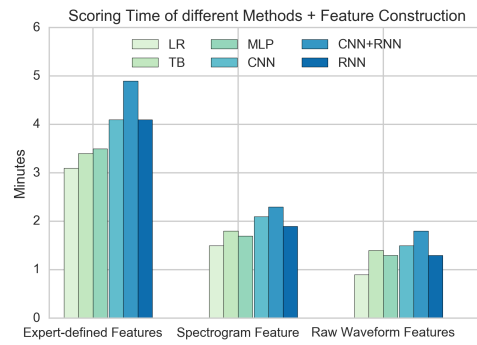 Scoring Time of different Methods + Feature Construction
LR MLP CNN+RNN
TB CNN RNN
Minutes
6
5
4
3
2
1
0
Expert-defined Features Spectrogram Feature Raw Waveform Features